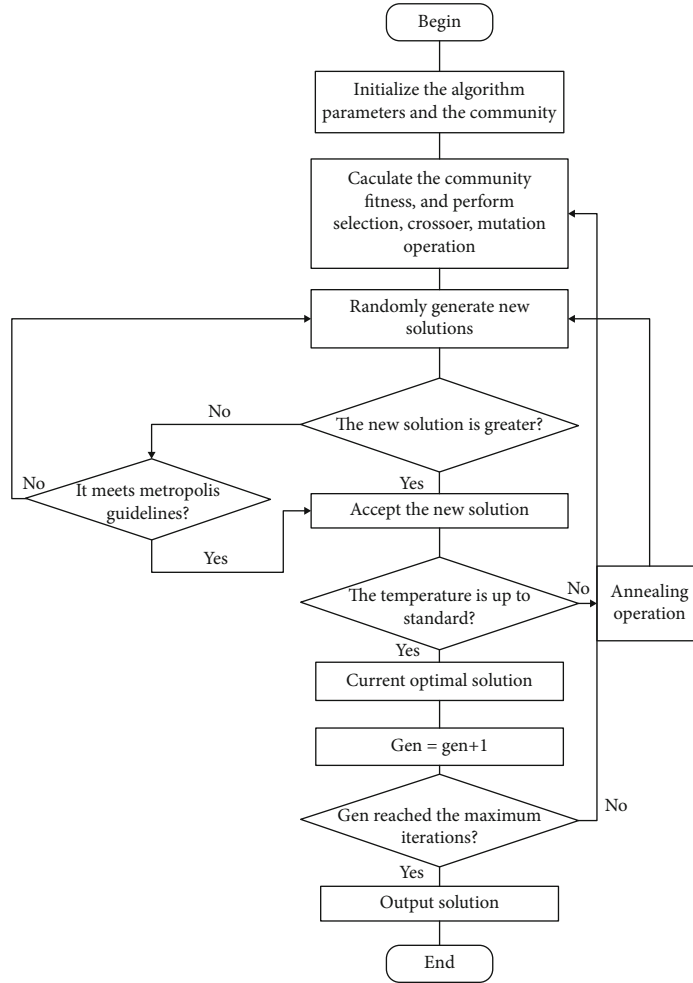 Begin
Initialize the algorithm
parameters and the community
Caculate the community
fitness, and perform
selection, crossoer, mutation
operation
Randomly generate new
solutions
No
The new solution is greater?
No
It meets metropolis
guidelines?
Yes
Accept the new solution
Yes
The temperature is up to
standard?
No
Annealing
operation
Yes
Current optimal solution
Gen = gen+1
No
Gen reached the maximum
iterations?
Yes
Output solution
End